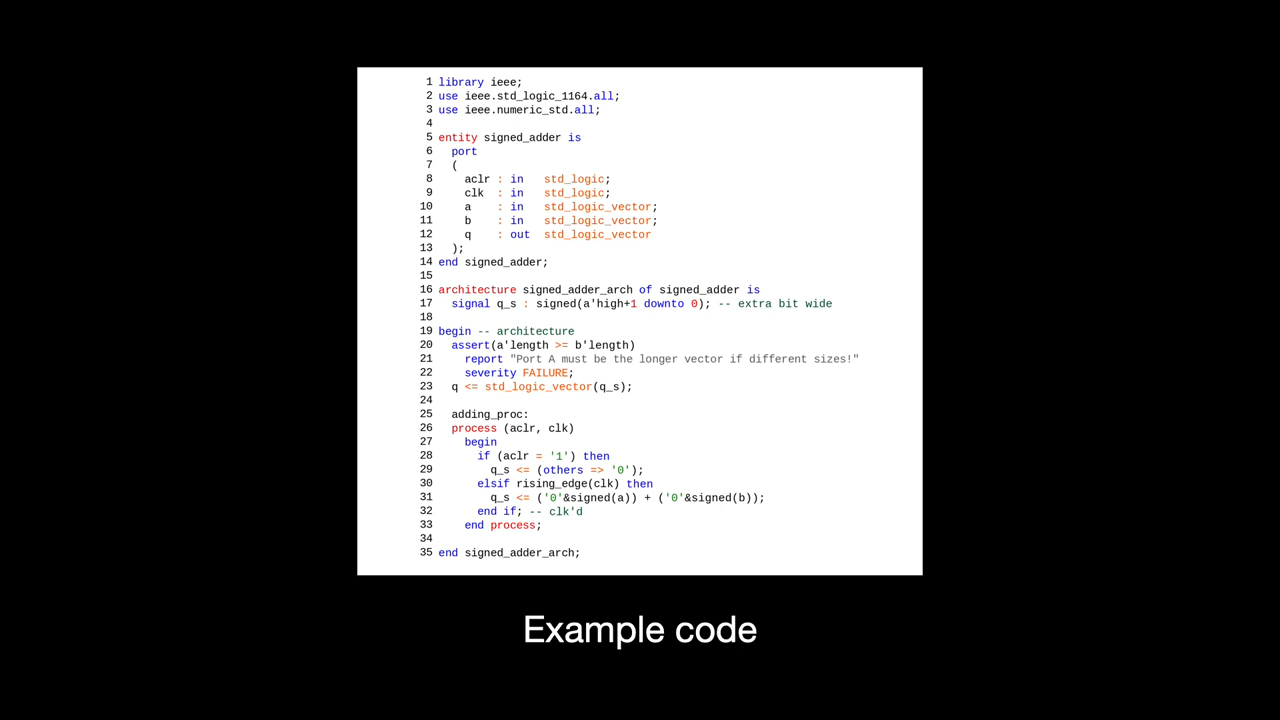 1 library ieee;
2 use ieee.std_logic_1164.all;
3 use ieee.numeric_std.all;
4
5 entity signed_adder is
6   port
7   (
8     aclr : in   std_logic;
9     clk  : in   std_logic;
10     a    : in   std_logic_vector;
11     b    : in   std_logic_vector;
12     q    : out  std_logic_vector
13   );
14 end signed_adder;
15
16 architecture signed_adder_arch of signed_adder is
17   signal q_s : signed(a'high+1 downto 0); -- extra bit wide
18
19 begin -- architecture
20   assert(a'length >= b'length)
21     report "Port A must be the longer vector if different sizes!"
22     severity FAILURE;
23   q <= std_logic_vector(q_s);
24
25   adding_proc:
26   process (aclr, clk)
27     begin
28       if (aclr = '1') then
29         q_s <= (others => '0');
30       elsif rising_edge(clk) then
31         q_s <= ('0'&signed(a)) + ('0'&signed(b));
32       end if; -- clk'd
33     end process;
34
35 end signed_adder_arch;
Example code